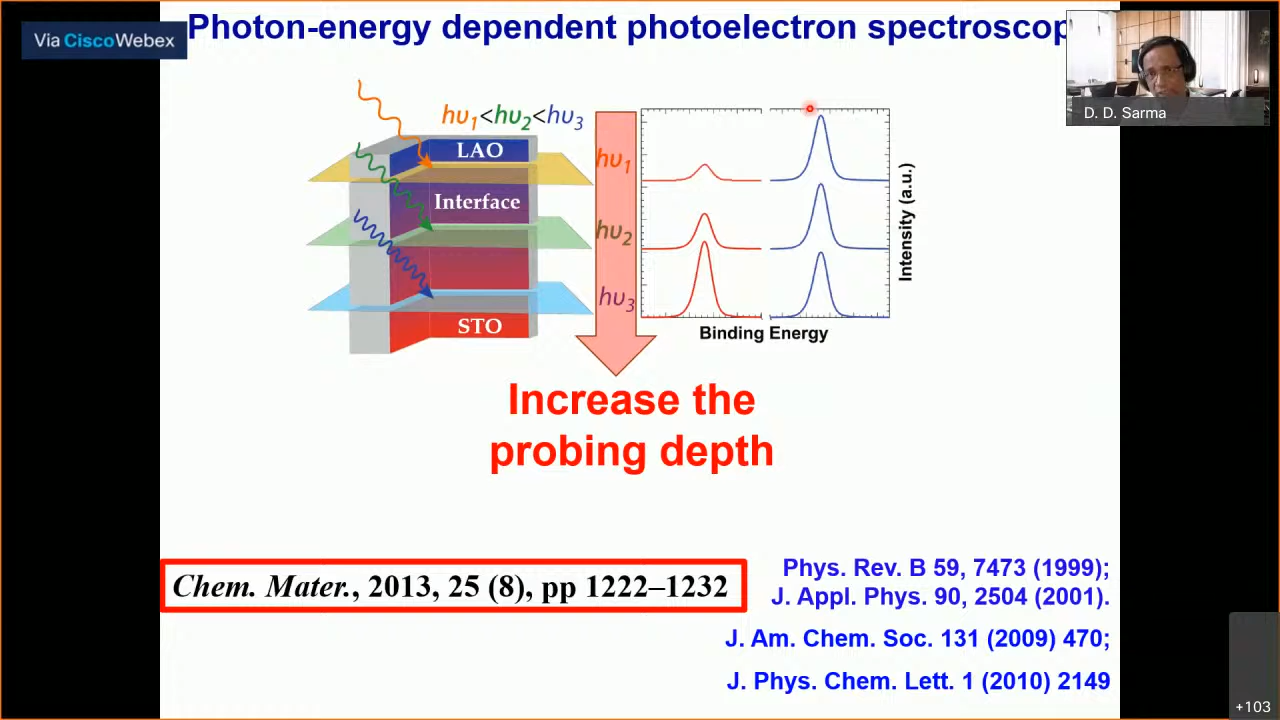 Via Cisco Webex
Photon-energy dependent photoelectron spectroscop
D. D. Sarma
hυ1<hυ2<hυ3
LAO
Interface
STO
hυ1
hυ2
hυ3
Intensity (a.u.)
Binding Energy
Increase the
probing depth
Chem. Mater., 2013, 25 (8), pp 1222–1232
Phys. Rev. B 59, 7473 (1999);
J. Appl. Phys. 90, 2504 (2001).
J. Am. Chem. Soc. 131 (2009) 470;
J. Phys. Chem. Lett. 1 (2010) 2149
+103